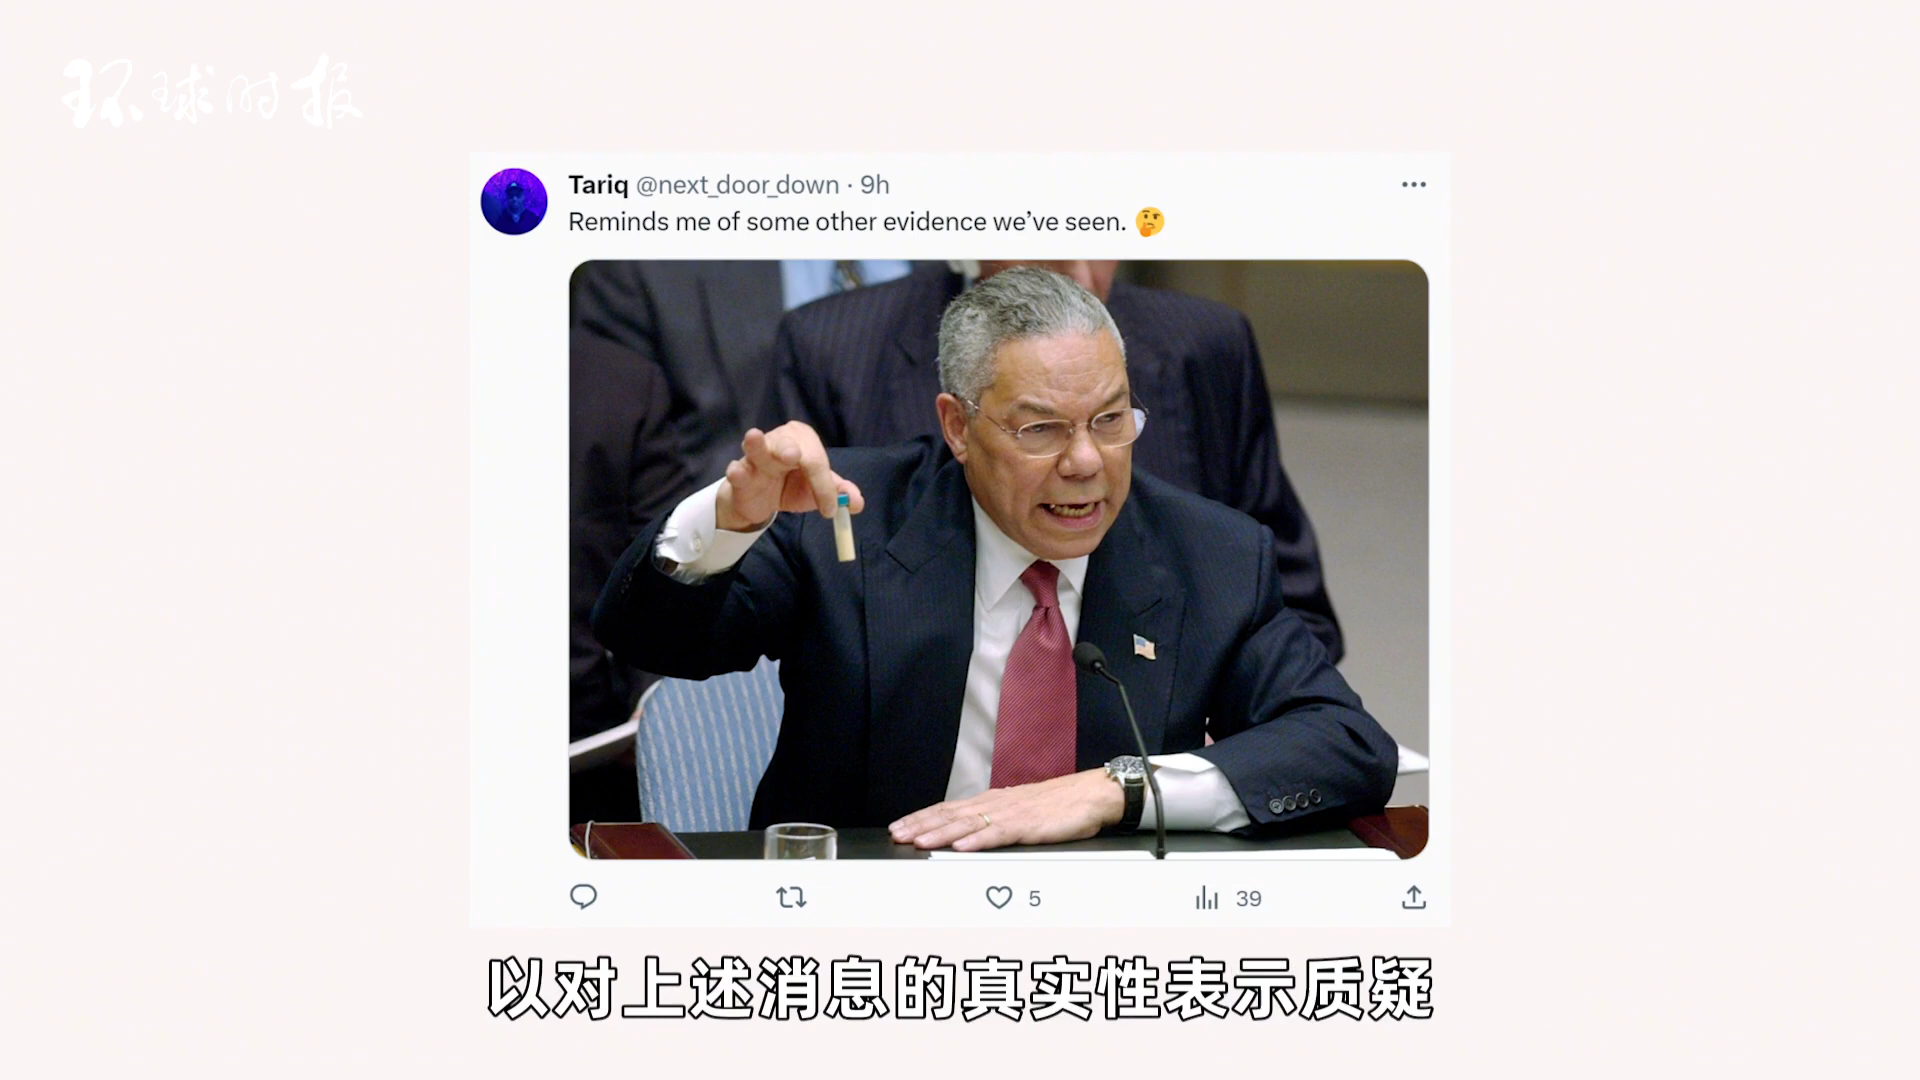 环球时报
Tariq @next_door_down · 9h
Reminds me of some other evidence we’ve seen. 🤔
5 39
以对上述消息的真实性表示质疑